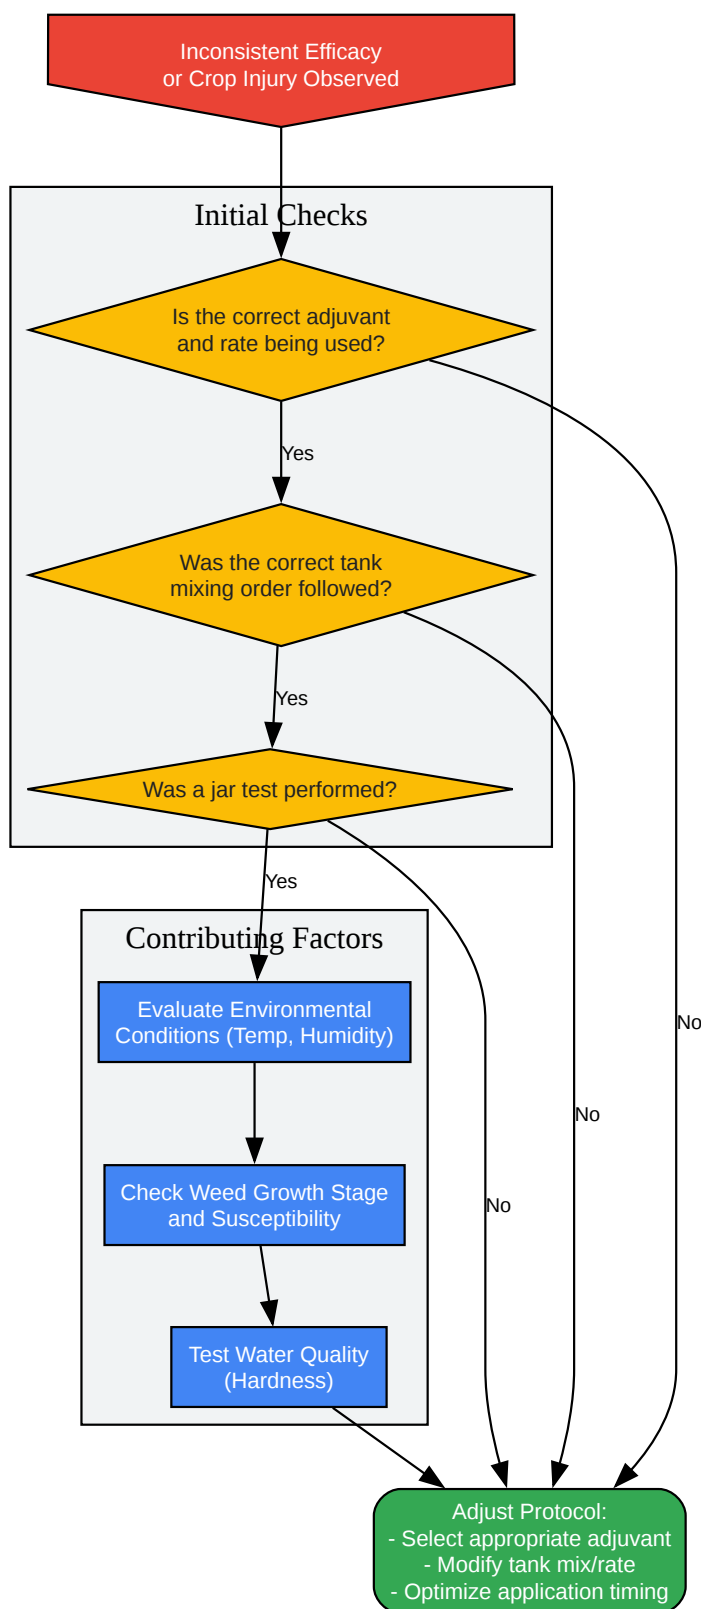 Inconsistent Efficacy
or Crop Injury Observed
Initial Checks
Is the correct adjuvant
and rate being used?
Yes
Was the correct tank
mixing order followed?
Yes
Was a jar test performed?
Yes
Contributing Factors
Evaluate Environmental
Conditions (Temp, Humidity)
No
No
Check Weed Growth Stage
and Susceptibility
No
Test Water Quality
(Hardness)
Adjust Protocol:
- Select appropriate adjuvant
- Modify tank mix/rate
- Optimize application timing